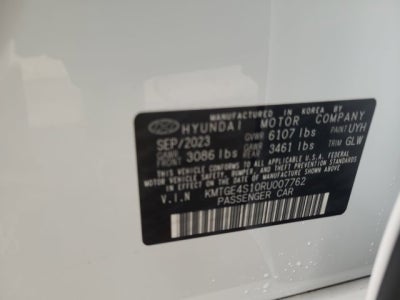 MANUFACTURED IN KOREA BY
HYUNDAI MOTOR COMPANY
SEP/2023 GVWR 6107 lbs PAINT UYH
GAWR 3086 lbs GAWR 3461 lbs TRIM GLW
THIS VEHICLE CONFORMS TO ALL APPLICABLE U.S.A. FEDERAL
MOTOR VEHICLE SAFETY, BUMPER, AND THEFT PREVENTION
STANDARDS IN EFFECT ON THE DATE OF MANUFACTURE SHOWN ABOVE.
V.I.N KMTGE4S10RU007762
PASSENGER CAR